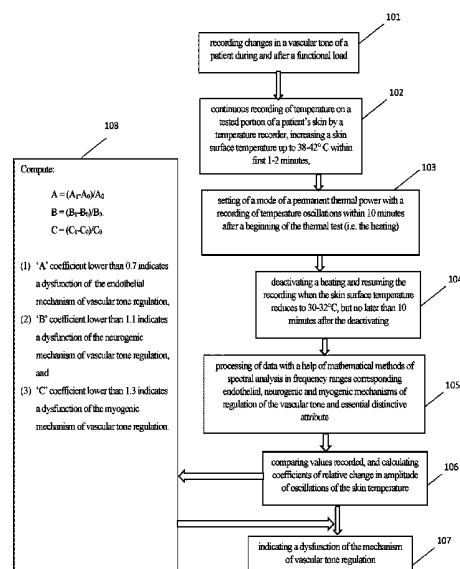 101
recording changes in a vascular tone of a
patient during and after a functional load
102
continuous recording of temperature on a
tested portion of a patient's skin by a
temperature recorder, increasing a skin
surface temperature up to 38-42° C within
first 1-2 minutes,
103
setting of a mode of a permanent thermal power with a
recording of temperature oscillations within 10 minutes
after a beginning of the thermal test (i.e. the heating)
104
deactivating a heating and resuming the
recording when the skin surface temperature
reduces to 30-32°C, but no later than 10
minutes after the deactivating
105
processing of data with a help of mathematical methods of
spectral analysis in frequency ranges corresponding
endothelial, neurogenic and myogenic mechanisms of
regulation of the vascular tone and essential distinctive
attribute
106
comparing values recorded, and calculating
coefficients of relative change in amplitude
of oscillations of the skin temperature
107
indicating a dysfunction of the mechanism
of vascular tone regulation
108
Compute:
A = (A₁-A₀)/A₀
B = (B₁-B₀)/B₀.
C = (C₁-C₀)/C₀
(1) 'A' coefficient lower than 0.7 indicates
a dysfunction of the endothelial
mechanism of vascular tone regulation,
(2) 'B' coefficient lower than 1.1 indicates
a dysfunction of the neurogenic
mechanism of vascular tone regulation,
and
(3) 'C' coefficient lower than 1.3 indicates
a dysfunction of the myogenic
mechanism of vascular tone regulation.